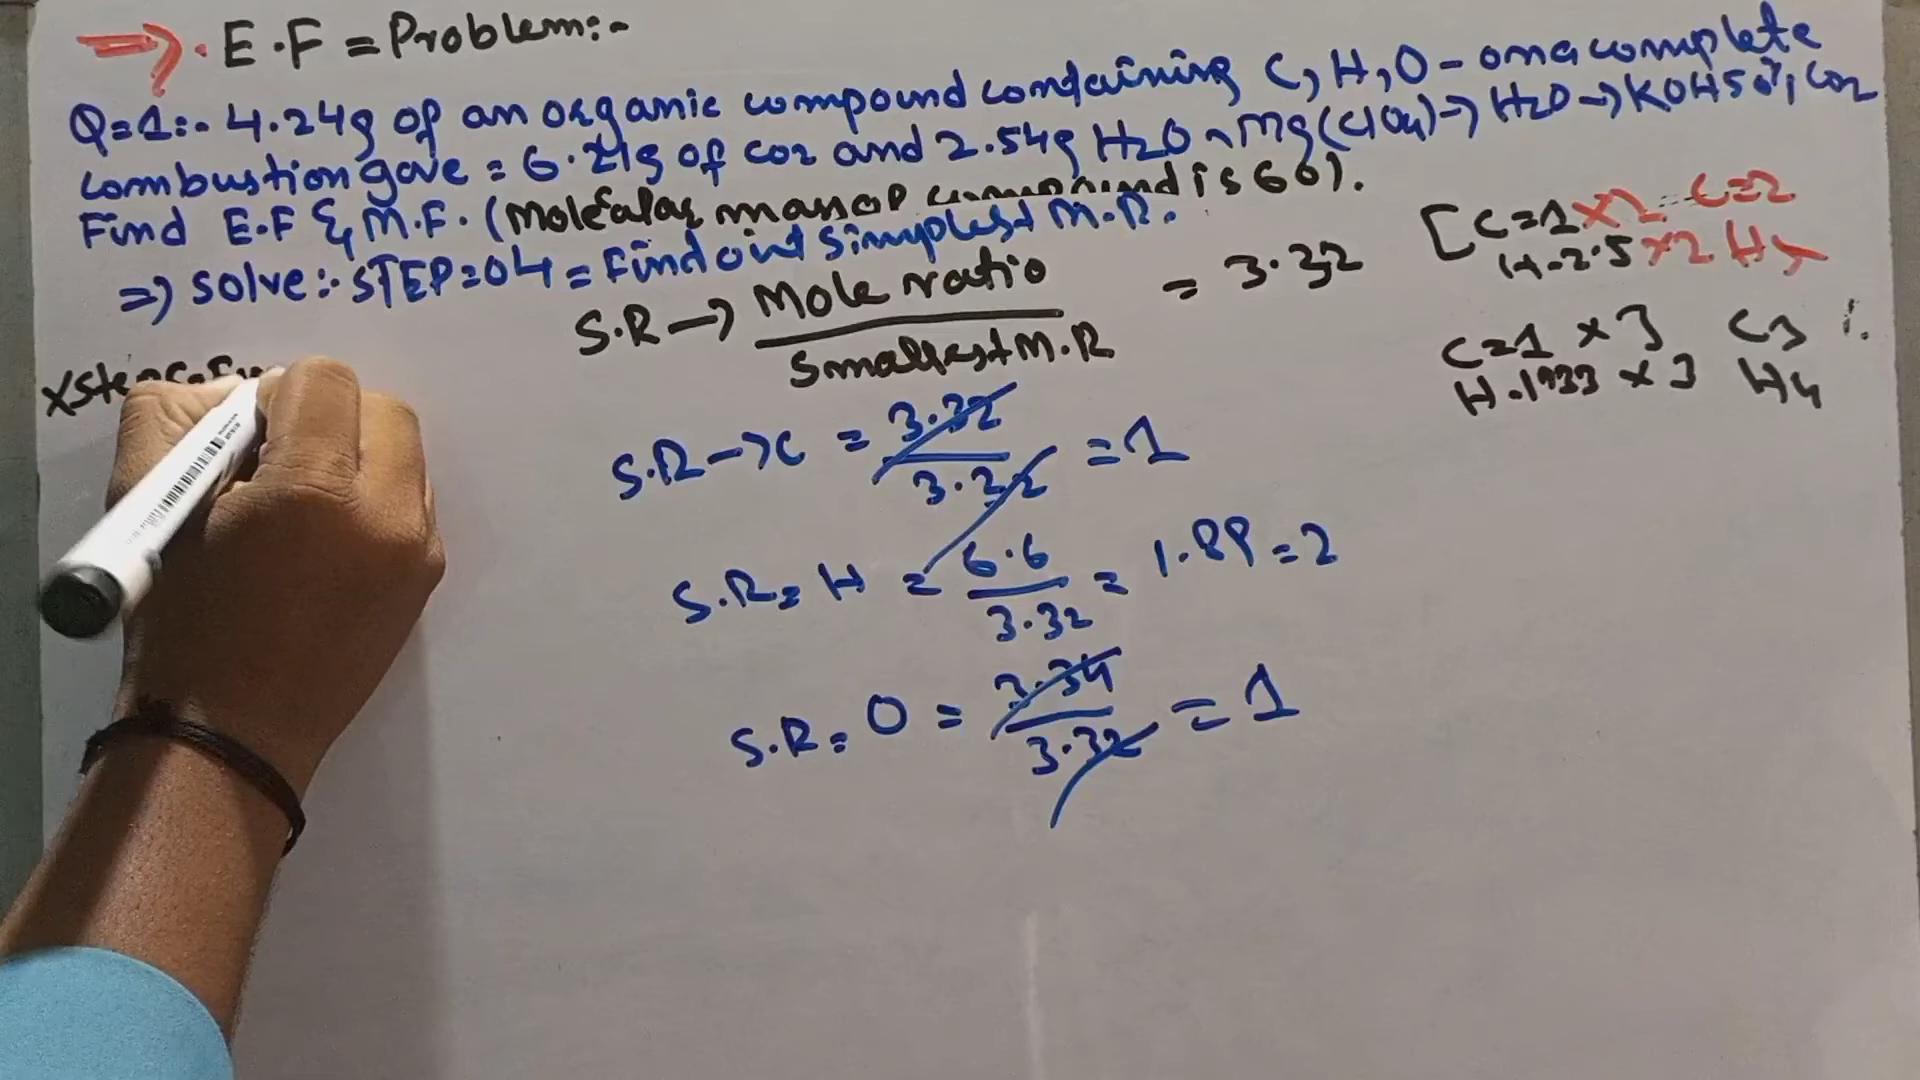 E.F = Problem:-
Q=1:- 4.24g of an organic compound containing C, H, O - on a complete
combustion gave = 6.21g of CO2 and 2.54g H2O Mg(ClO4) → H2O → KOH50% CO2
Find E.F & M.F. (Molecular mass of compound is 60).
⇒ Solve:- STEP=04 = Find out simplest M.R.
S.R → Mole ratio = 3.32
Smallest M.R
[C=1×2 C=2
H-2.5×2 H5
C=1 × 3 C3
H.1933 × 3 H4
S.R → C = 3.32 = 1
3.32
S.R = H = 6.6 = 1.89 = 2
3.32
S.R = O = 3.34 = 1
3.32